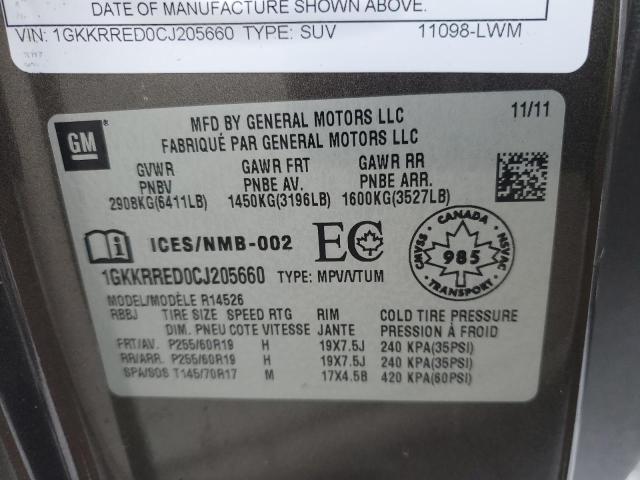 DATE OF MANUFACTURE SHOWN ABOVE.
VIN: 1GKKRRED0CJ205660 TYPE: SUV 11098-LWM
GM
MFD BY GENERAL MOTORS LLC 11/11
FABRIQUÉ PAR GENERAL MOTORS LLC
GVWR GAWR FRT GAWR RR
PNBV PNBE AV. PNBE ARR.
2908KG(6411LB) 1450KG(3196LB) 1600KG(3527LB)
ICES/NMB-002 EC
CANADA
CMVSS 985 NSVAC
1GKKRRED0CJ205660 TYPE: MPV/VTUM
MODEL/MODÈLE R14526
RBBJ TIRE SIZE SPEED RTG RIM COLD TIRE PRESSURE
DIM. PNEU COTE VITESSE JANTE PRESSION À FROID
FRT/AV. P255/60R19 H 19X7.5J 240 KPA(35PSI)
RR/ARR. P255/60R19 H 19X7.5J 240 KPA(35PSI)
SPA/SOS T145/70R17 M 17X4.5B 420 KPA(60PSI)